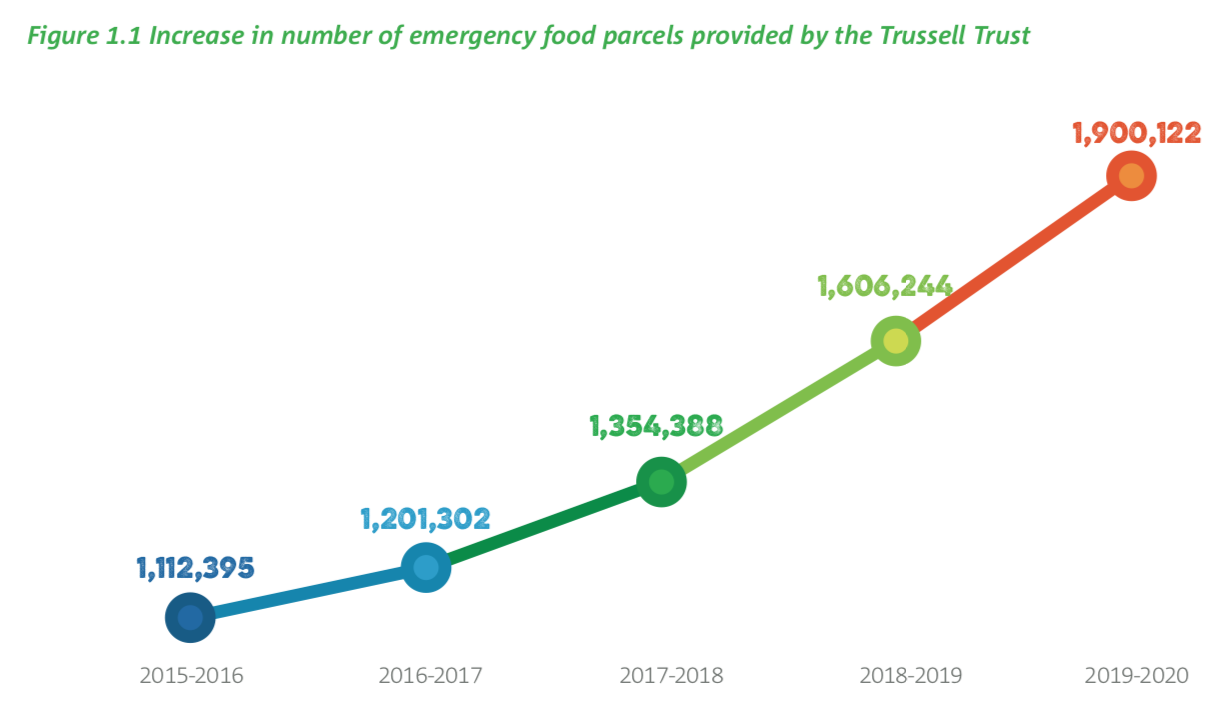 Figure 1.1 Increase in number of emergency food parcels provided by the Trussell Trust
1,900,122
1,606,244
1,354,388
1,201,302
1,112,395
2015-2016 2016-2017 2017-2018 2018-2019 2019-2020